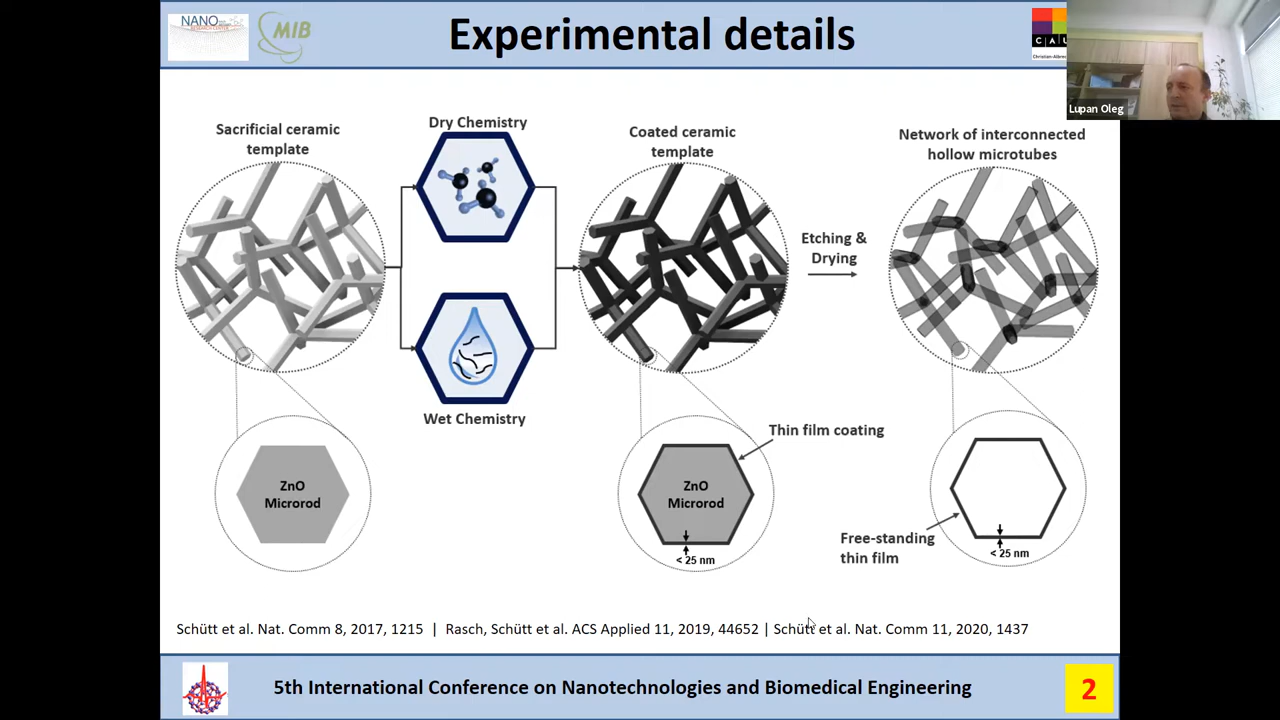 NANO
MIB
Experimental details
CAU
Lupan Oleg
Sacrificial ceramic
template
Dry Chemistry
Wet Chemistry
Coated ceramic
template
Etching &
Drying
Network of interconnected
hollow microtubes
ZnO
Microrod
Thin film coating
ZnO
Microrod
< 25 nm
Free-standing
thin film
< 25 nm
Schütt et al. Nat. Comm 8, 2017, 1215 | Rasch, Schütt et al. ACS Applied 11, 2019, 44652 | Schütt et al. Nat. Comm 11, 2020, 1437
5th International Conference on Nanotechnologies and Biomedical Engineering
2